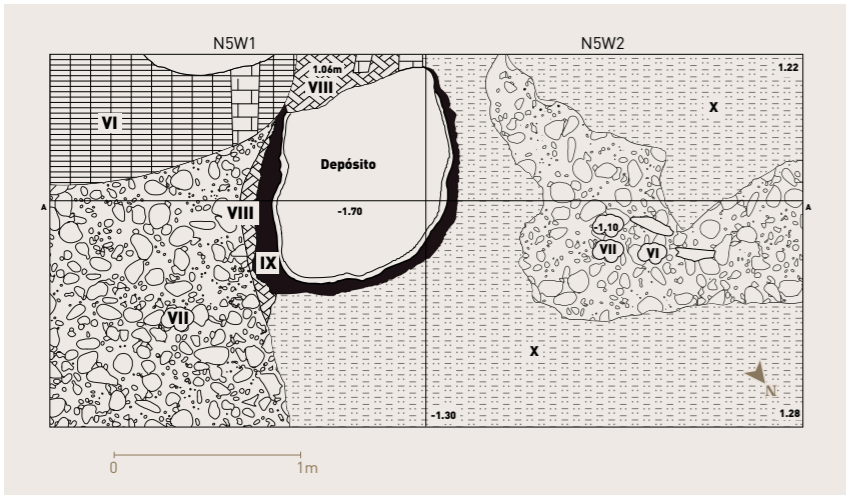 N5W1 N5W2
1.06m
1.22
VIII
X
VI
Depósito
A A
VIII
-1.70
-1,10
VII
VI
IX
VII
X
N
-1.30
1.28
0 1m